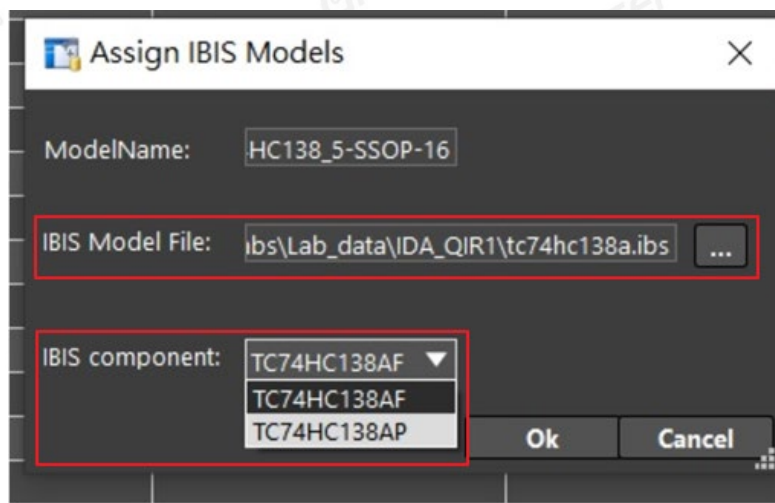 Assign IBIS Models
ModelName: HC138_5-SSOP-16
IBIS Model File: abs\Lab_data\IDA_QIR1\tc74hc138a.ibs ...
IBIS component: TC74HC138AF
TC74HC138AF
TC74HC138AP
Ok Cancel